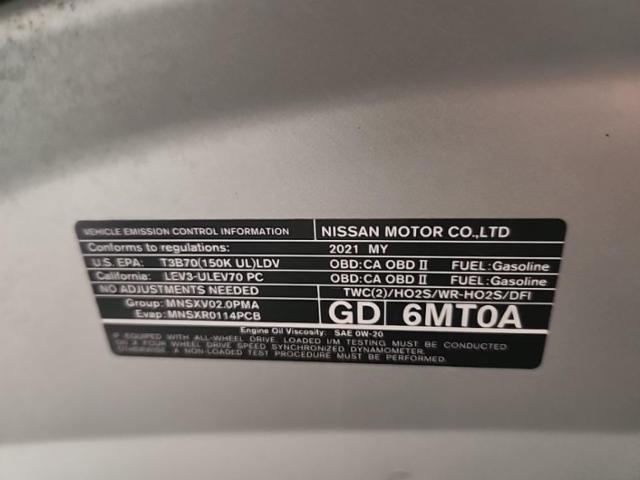 VEHICLE EMISSION CONTROL INFORMATION NISSAN MOTOR CO.,LTD
Conforms to regulations: 2021 MY
U.S. EPA: T3B70(150K UL)LDV OBD:CA OBD II FUEL:Gasoline
California: LEV3-ULEV70 PC OBD:CA OBD II FUEL:Gasoline
NO ADJUSTMENTS NEEDED TWC(2)/HO2S/WR-HO2S/DFI
Group: MNSXV02.0PMA
Evap: MNSXR0114PCB
GD 6MT0A
Engine Oil Viscosity: SAE 0W-20
IF EQUIPPED WITH ALL-WHEEL DRIVE, LOADED I/M TESTING MUST BE CONDUCTED
ON A FOUR WHEEL DRIVE SPEED SYNCHRONIZED DYNAMOMETER.
OTHERWISE, A NON-LOADED TEST PROCEDURE MUST BE CONDUCTED.